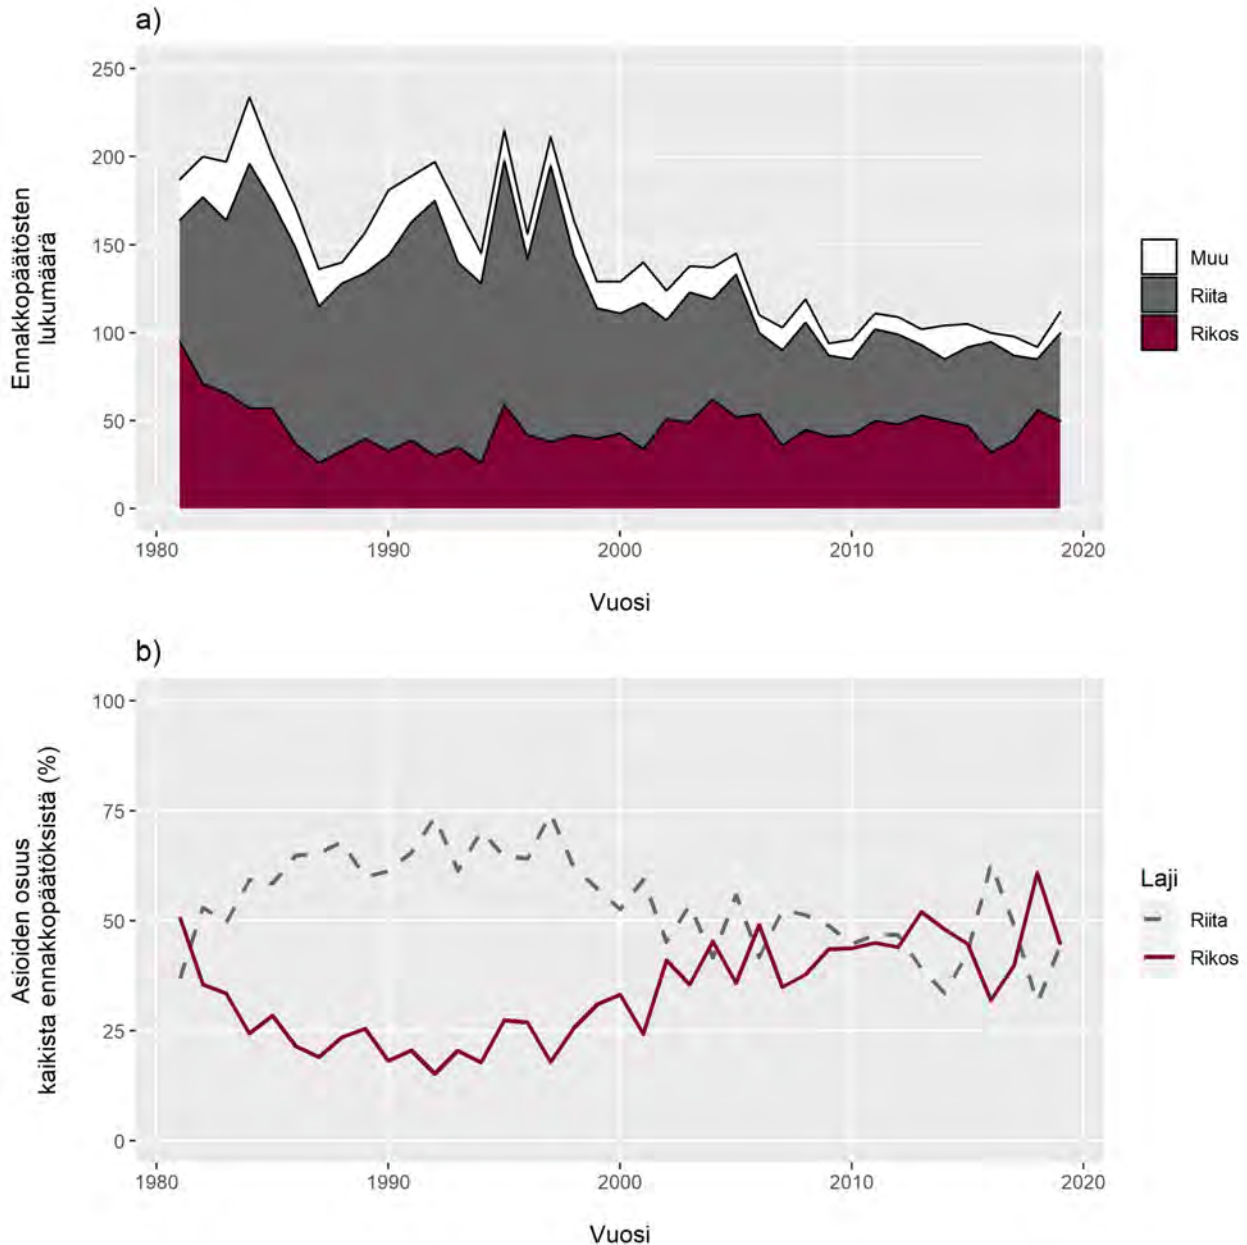 a)
250
200
150
100
50
0
Ennakkopäätösten
lukumäärä
1980
1990
2000
2010
2020
Vuosi
Muu
Riita
Rikos
b)
100
75
50
25
0
Asioiden osuus
kaikista ennakkopäätöksistä (%)
1980
1990
2000
2010
2020
Vuosi
Laji
Riita
Rikos